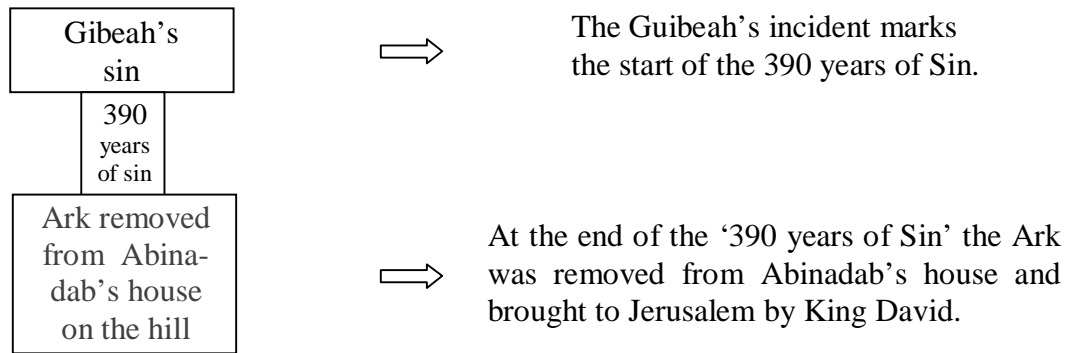 Gibeah’s
sin
The Guibeah’s incident marks
the start of the 390 years of Sin.
390
years
of sin
Ark removed
from Abina-
dab’s house
on the hill
At the end of the ‘390 years of Sin’ the Ark
was removed from Abinadab’s house and
brought to Jerusalem by King David.